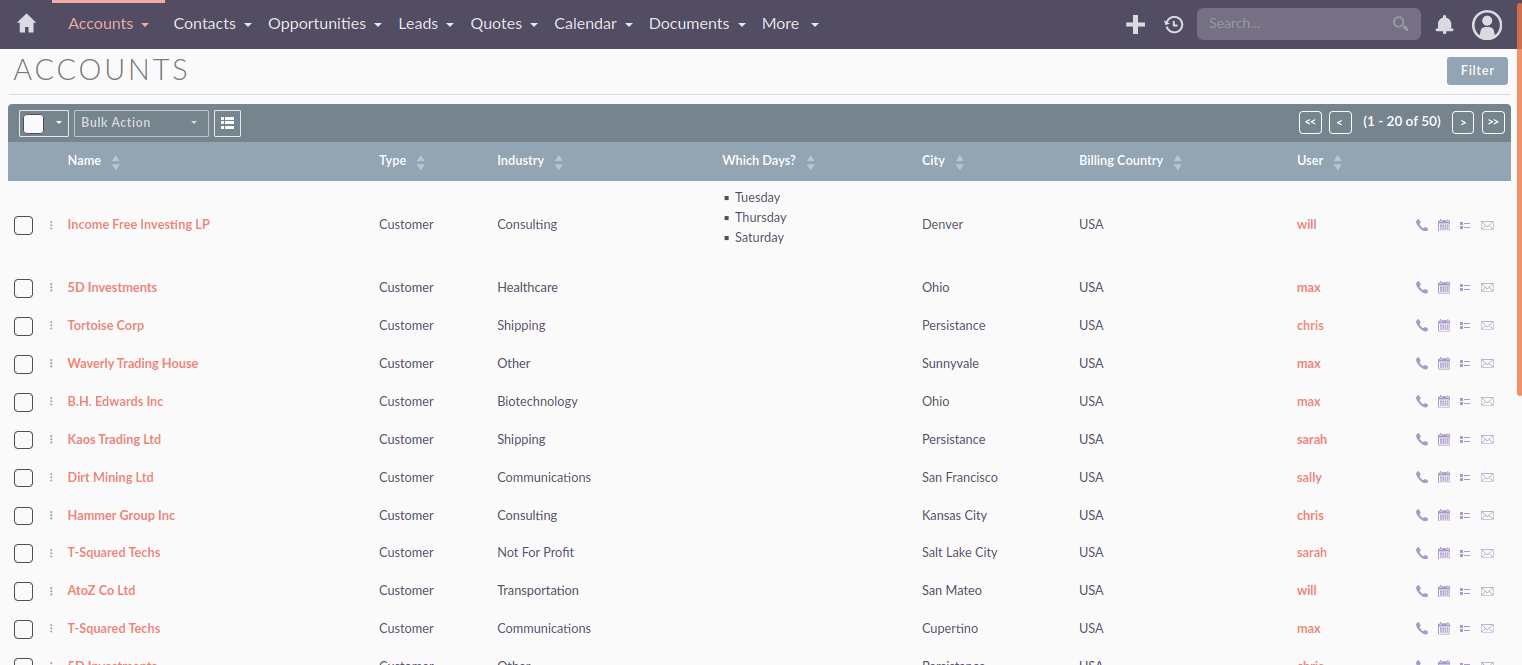 Accounts Contacts Opportunities Leads Quotes Calendar Documents More Search...
ACCOUNTS Filter
Bulk Action << < (1 - 20 of 50) > >>
Name Type Industry Which Days? City Billing Country User
Tuesday
Thursday
Saturday
Income Free Investing LP Customer Consulting Denver USA will
5D Investments Customer Healthcare Ohio USA max
Tortoise Corp Customer Shipping Persistance USA chris
Waverly Trading House Customer Other Sunnyvale USA max
B.H. Edwards Inc Customer Biotechnology Ohio USA max
Kaos Trading Ltd Customer Shipping Persistance USA sarah
Dirt Mining Ltd Customer Communications San Francisco USA sally
Hammer Group Inc Customer Consulting Kansas City USA chris
T-Squared Techs Customer Not For Profit Salt Lake City USA sarah
AtoZ Co Ltd Customer Transportation San Mateo USA will
T-Squared Techs Customer Communications Cupertino USA max